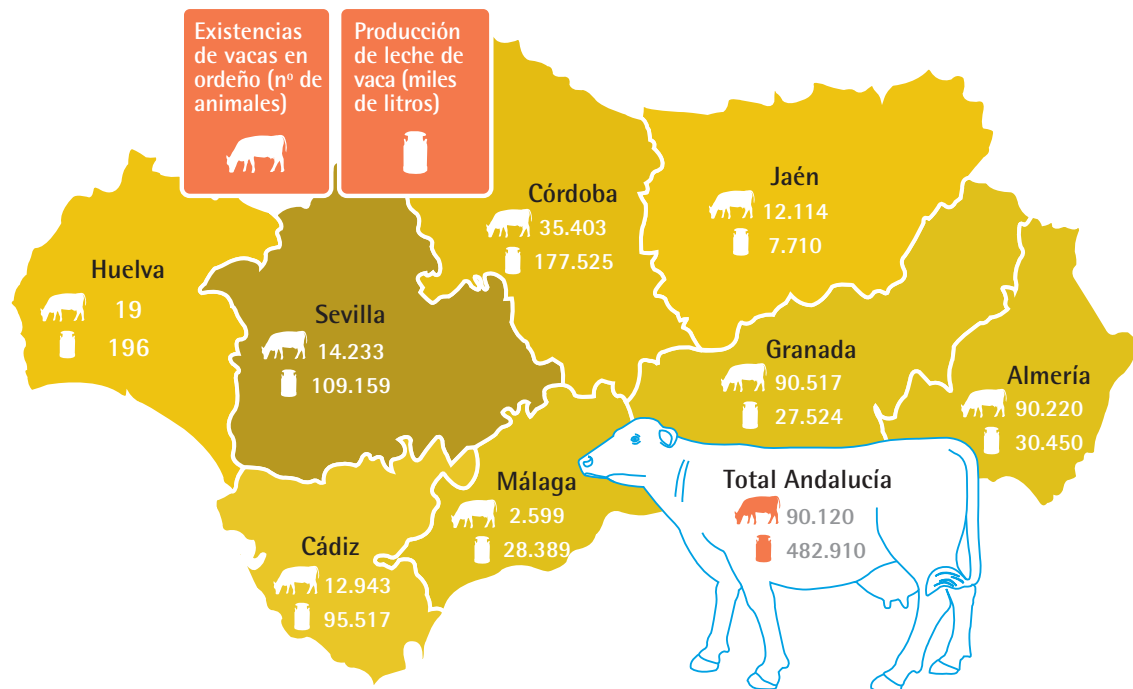 Existencias
de vacas en
ordeño (nº de
animales)
Producción
de leche de
vaca (miles
de litros)
Huelva
19
196
Sevilla
14.233
109.159
Córdoba
35.403
177.525
Jaén
12.114
7.710
Granada
90.517
27.524
Almería
90.220
30.450
Málaga
2.599
28.389
Cádiz
12.943
95.517
Total Andalucía
90.120
482.910